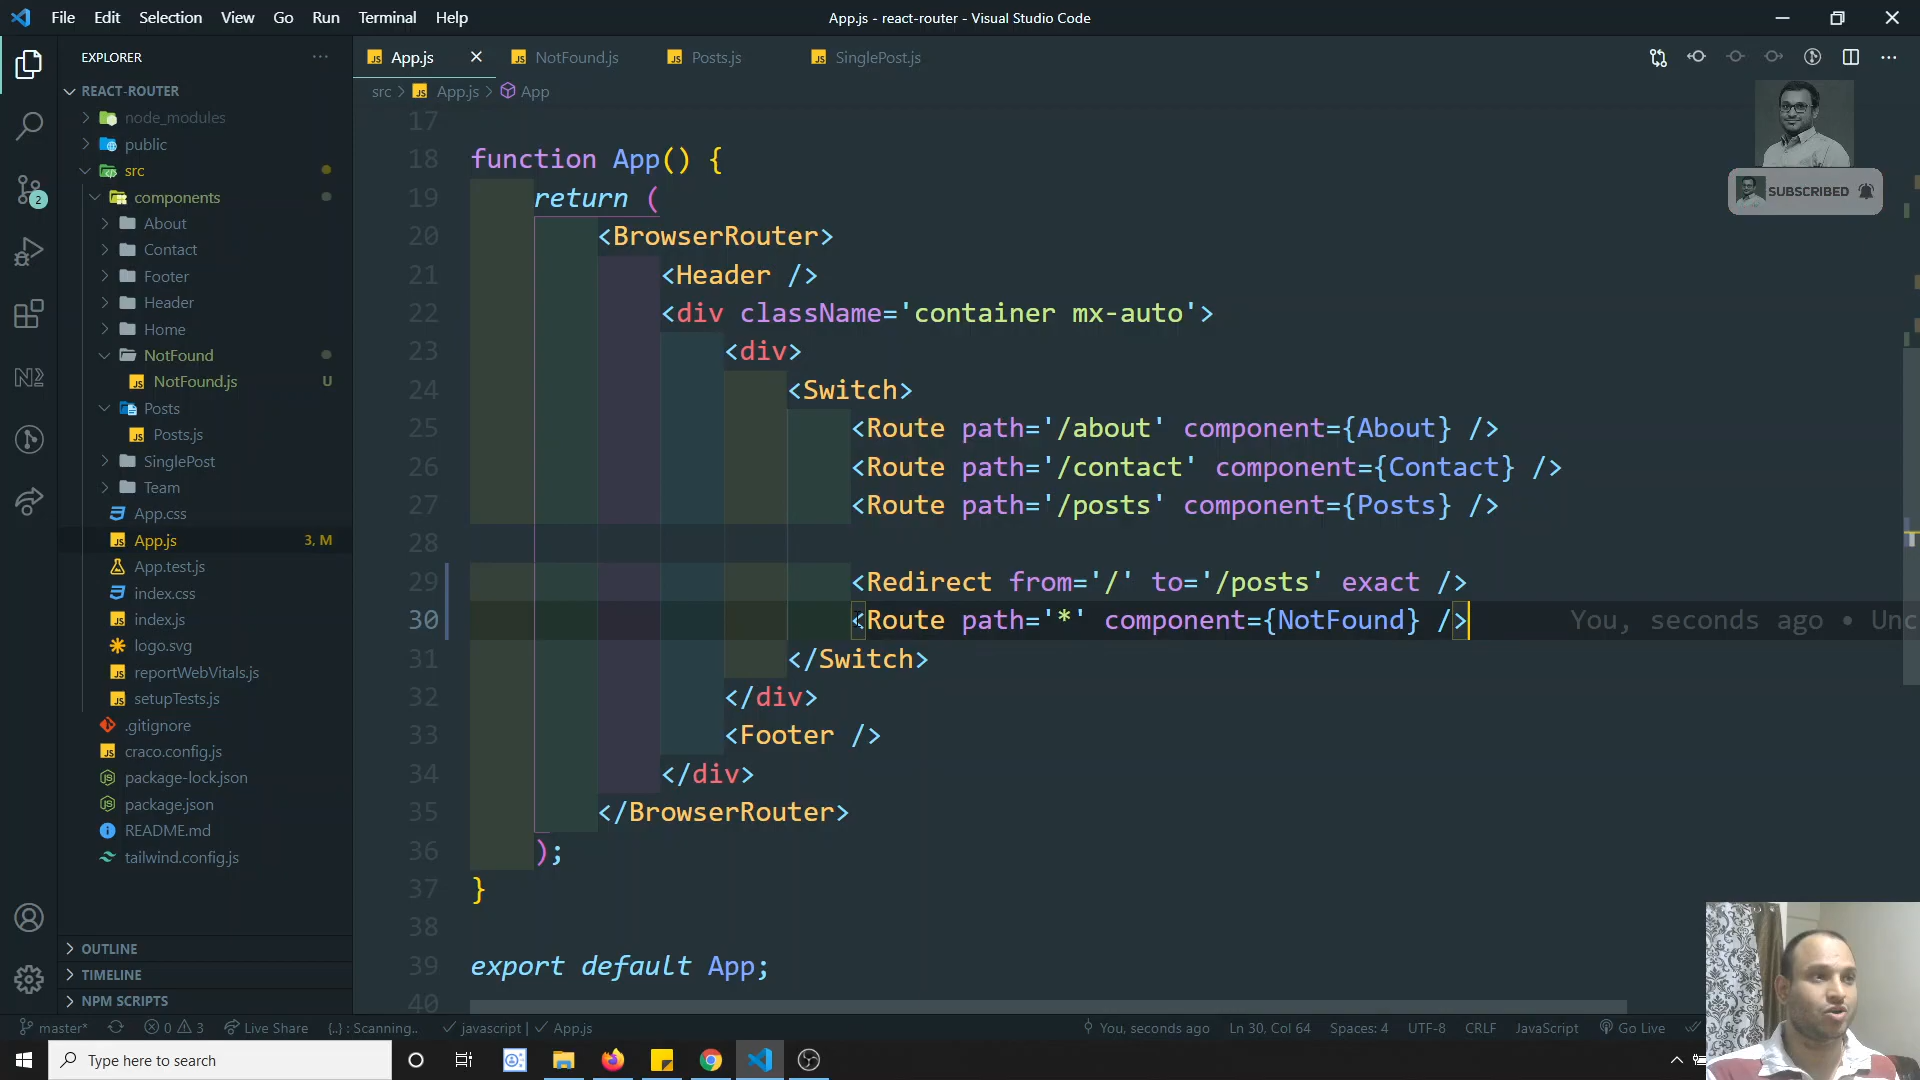 File Edit Selection View Go Run Terminal Help
App.js - react-router - Visual Studio Code
EXPLORER
REACT-ROUTER
node_modules
public
src
components
About
Contact
Footer
Header
Home
NotFound
NotFound.js U
Posts
Posts.js
SinglePost
Team
App.css
App.js 3, M
App.test.js
index.css
index.js
logo.svg
reportWebVitals.js
setupTests.js
.gitignore
craco.config.js
package-lock.json
package.json
README.md
tailwind.config.js
OUTLINE
TIMELINE
NPM SCRIPTS
2
App.js NotFound.js Posts.js SinglePost.js
src > App.js > App
17
18 function App() {
19 return (
20 <BrowserRouter>
21 <Header />
22 <div className='container mx-auto'>
23 <div>
24 <Switch>
25 <Route path='/about' component={About} />
26 <Route path='/contact' component={Contact} />
27 <Route path='/posts' component={Posts} />
28
29 <Redirect from='/' to='/posts' exact />
30 <Route path='*' component={NotFound} /> You, seconds ago • Unc
31 </Switch>
32 </div>
33 <Footer />
34 </div>
35 </BrowserRouter>
36 );
37 }
38
39 export default App;
40
SUBSCRIBED
master* 0 3 Live Share {..} : Scanning.. javascript | App.js You, seconds ago Ln 30, Col 64 Spaces: 4 UTF-8 CRLF JavaScript Go Live
Type here to search